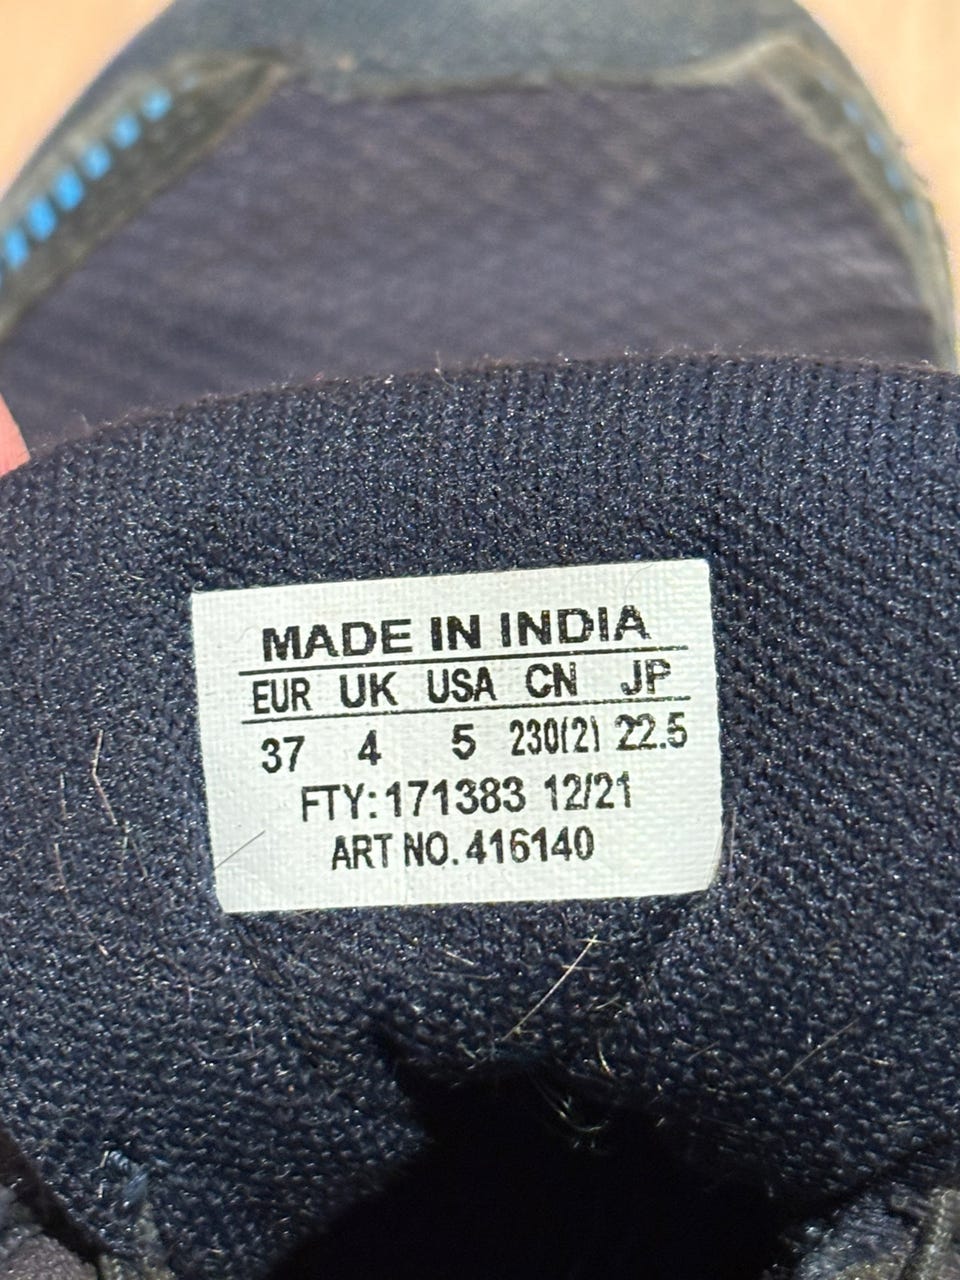 MADE IN INDIA
EUR UK USA CN JP
37 4 5 230(2) 22.5
FTY: 171383 12/21
ART NO. 416140